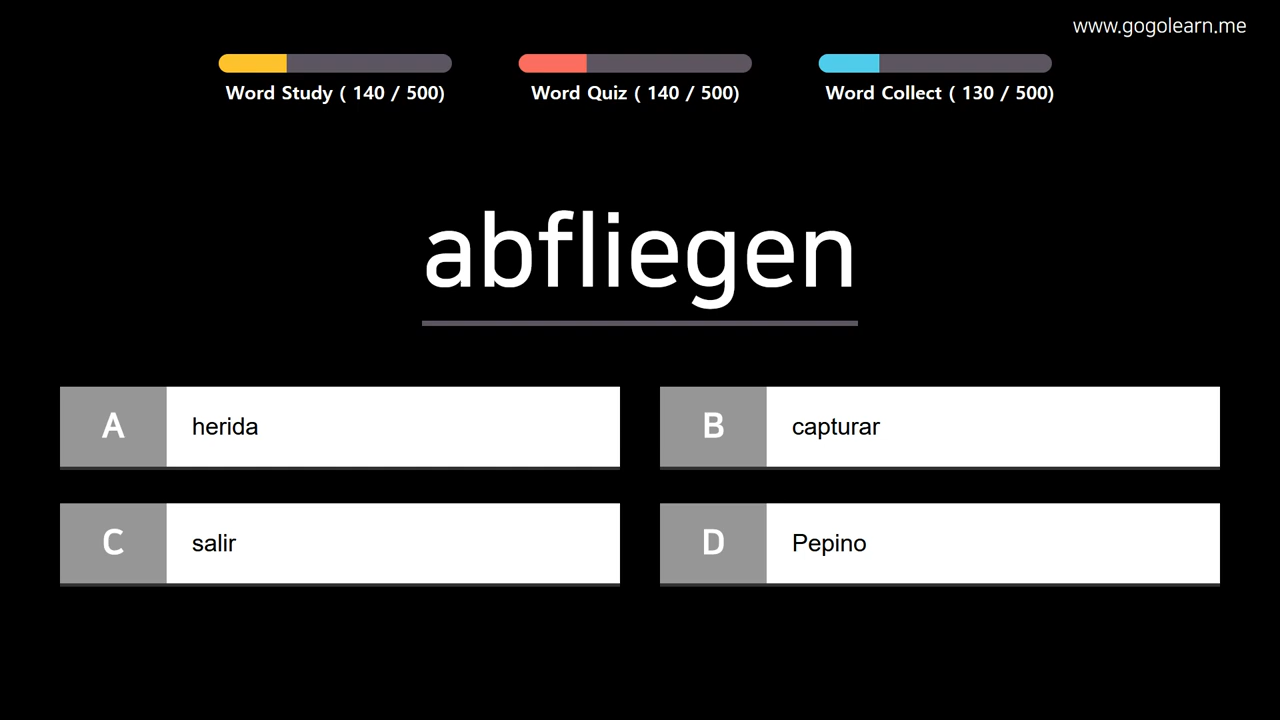 www.gogolearn.me
Word Study ( 140 / 500)
Word Quiz ( 140 / 500)
Word Collect ( 130 / 500)
abfliegen
A herida
B capturar
C salir
D Pepino